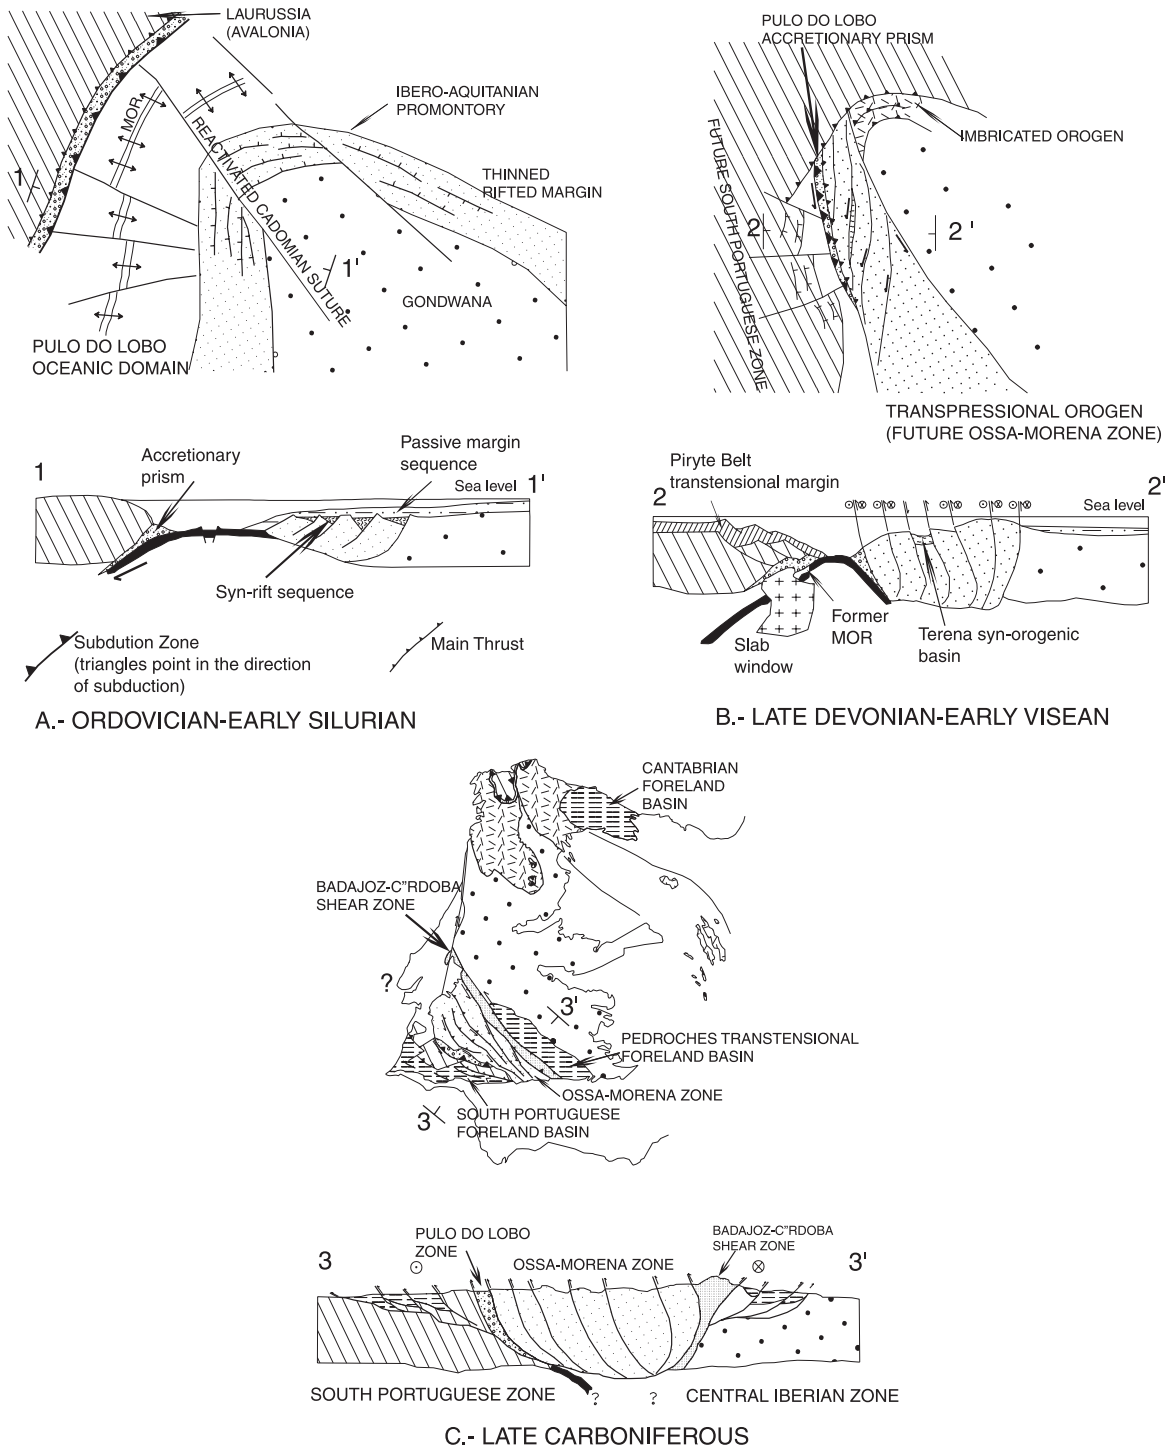 LAURUSSIA
(AVALONIA)
MOR
REACTIVATED CADOMIAN SUTURE
IBERO-AQUITANIAN
PROMONTORY
THINNED
RIFTED MARGIN
1
1'
GONDWANA
PULO DO LOBO
OCEANIC DOMAIN
PULO DO LOBO
ACCRETIONARY PRISM
IMBRICATED OROGEN
FUTURE SOUTH PORTUGUESE ZONE
2
2'
TRANSPRESSIONAL OROGEN
(FUTURE OSSA-MORENA ZONE)
1
Accretionary
prism
Passive margin
sequence
Sea level
1'
Syn-rift sequence
Subdution Zone
(triangles point in the direction
of subduction)
Main Thrust
A.- ORDOVICIAN-EARLY SILURIAN
Piryte Belt
transtensional margin
2
2'
Sea level
Slab
window
Former
MOR
Terena syn-orogenic
basin
B.- LATE DEVONIAN-EARLY VISEAN
CANTABRIAN
FORELAND
BASIN
BADAJOZ-C"RDOBA
SHEAR ZONE
?
3'
PEDROCHES TRANSTENSIONAL
FORELAND BASIN
OSSA-MORENA ZONE
3
SOUTH PORTUGUESE
FORELAND BASIN
3
PULO DO LOBO
ZONE
OSSA-MORENA ZONE
BADAJOZ-C"RDOBA
SHEAR ZONE
3'
SOUTH PORTUGUESE ZONE
?
?
CENTRAL IBERIAN ZONE
C.- LATE CARBONIFEROUS